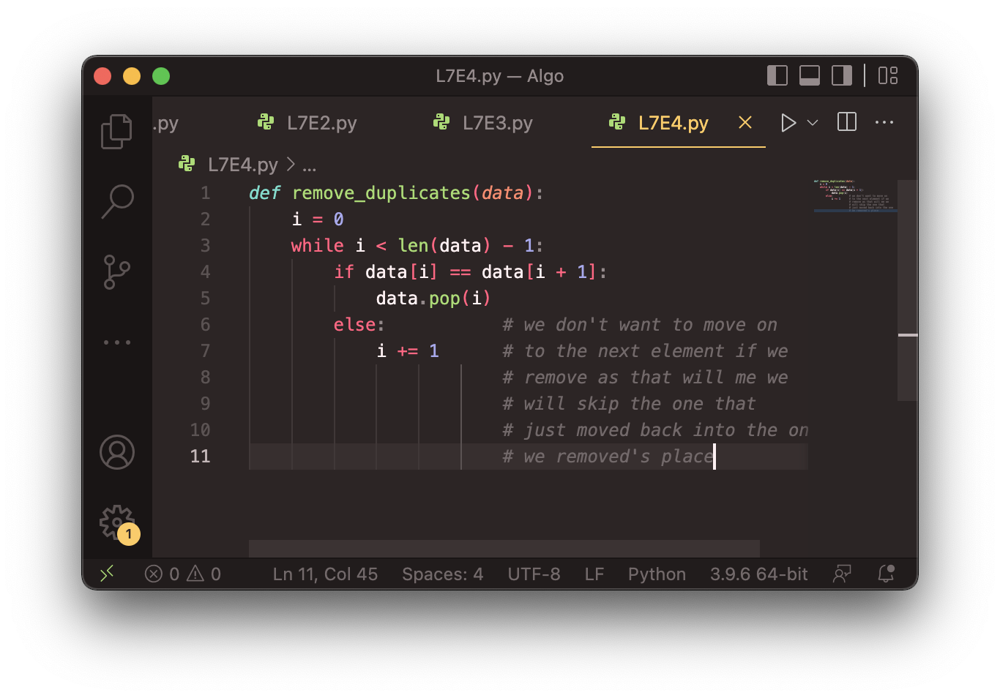 L7E4.py — Algo
.py L7E2.py L7E3.py L7E4.py
L7E4.py > ...
1 def remove_duplicates(data):
2 i = 0
3 while i < len(data) - 1:
4 if data[i] == data[i + 1]:
5 data.pop(i)
6 else: # we don't want to move on
7 i += 1 # to the next element if we
8 # remove as that will me we
9 # will skip the one that
10 # just moved back into the on
11 # we removed's place
1
0 0 Ln 11, Col 45 Spaces: 4 UTF-8 LF Python 3.9.6 64-bit